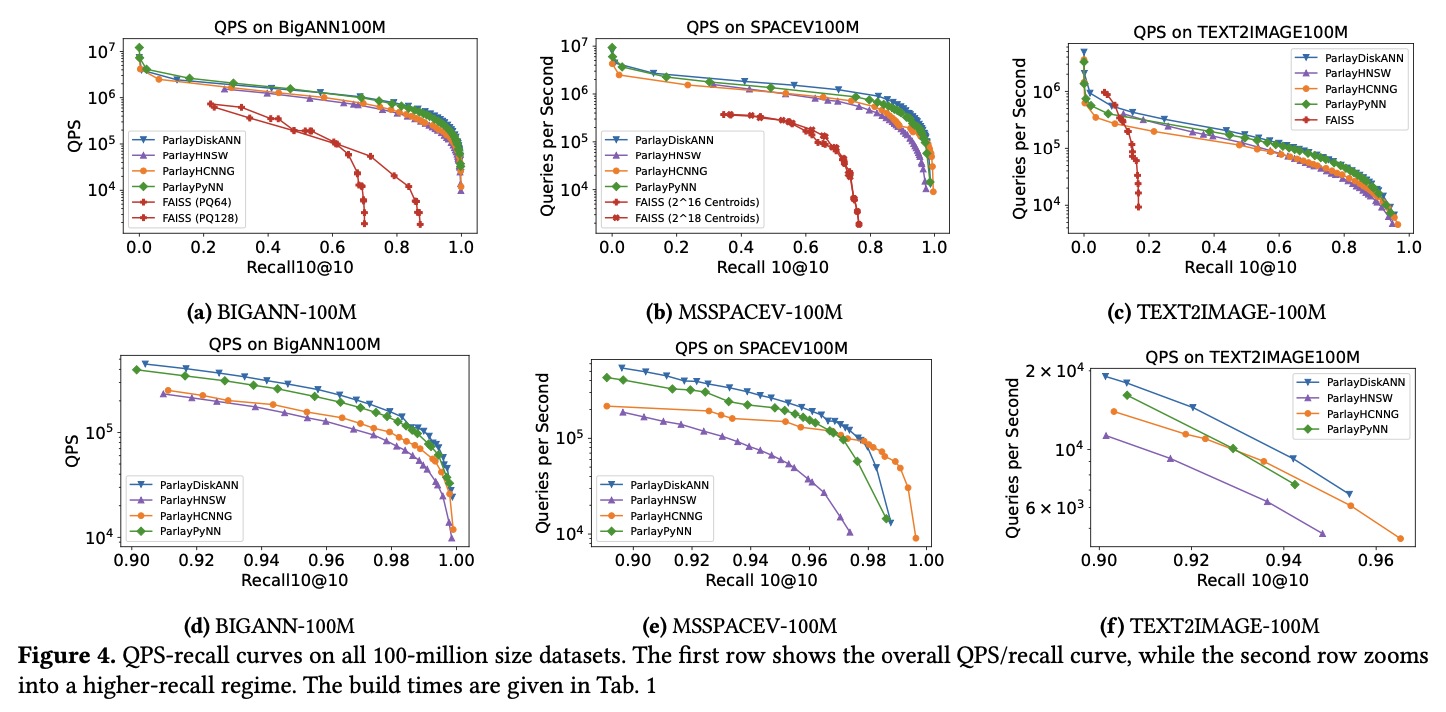 QPS on BigANN100M
QPS
10^7
10^6
10^5
10^4
ParlayDiskANN
ParlayHNSW
ParlayHCNNG
ParlayPyNN
FAISS (PQ64)
FAISS (PQ128)
0.0 0.2 0.4 0.6 0.8 1.0
Recall10@10
(a) BIGANN-100M
QPS on SPACEV100M
Queries per Second
10^7
10^6
10^5
10^4
ParlayDiskANN
ParlayHNSW
ParlayHCNNG
ParlayPyNN
FAISS (2^16 Centroids)
FAISS (2^18 Centroids)
0.0 0.2 0.4 0.6 0.8 1.0
Recall 10@10
(b) MSSPACEV-100M
QPS on TEXT2IMAGE100M
Queries per Second
10^6
10^5
10^4
ParlayDiskANN
ParlayHNSW
ParlayHCNNG
ParlayPyNN
FAISS
0.0 0.2 0.4 0.6 0.8 1.0
Recall 10@10
(c) TEXT2IMAGE-100M
QPS on BigANN100M
QPS
10^5
10^4
ParlayDiskANN
ParlayHNSW
ParlayHCNNG
ParlayPyNN
0.90 0.92 0.94 0.96 0.98 1.00
Recall10@10
(d) BIGANN-100M
QPS on SPACEV100M
Queries per Second
10^5
10^4
ParlayDiskANN
ParlayHNSW
ParlayHCNNG
ParlayPyNN
0.90 0.92 0.94 0.96 0.98 1.00
Recall 10@10
(e) MSSPACEV-100M
QPS on TEXT2IMAGE100M
Queries per Second
2 × 10^4
10^4
6 × 10^3
ParlayDiskANN
ParlayHNSW
ParlayHCNNG
ParlayPyNN
0.90 0.92 0.94 0.96
Recall 10@10
(f) TEXT2IMAGE-100M
Figure 4. QPS-recall curves on all 100-million size datasets. The first row shows the overall QPS/recall curve, while the second row zooms
into a higher-recall regime. The build times are given in Tab. 1